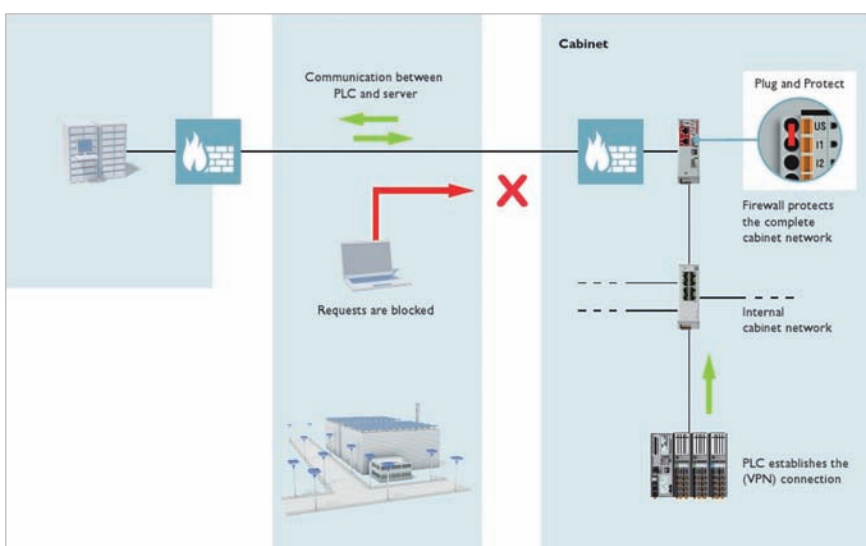 Cabinet
Communication between
PLC and server
Plug and Protect
US
I1
I2
Firewall protects
the complete
cabinet network
Requests are blocked
Internal
cabinet network
PLC establishes the
(VPN) connection